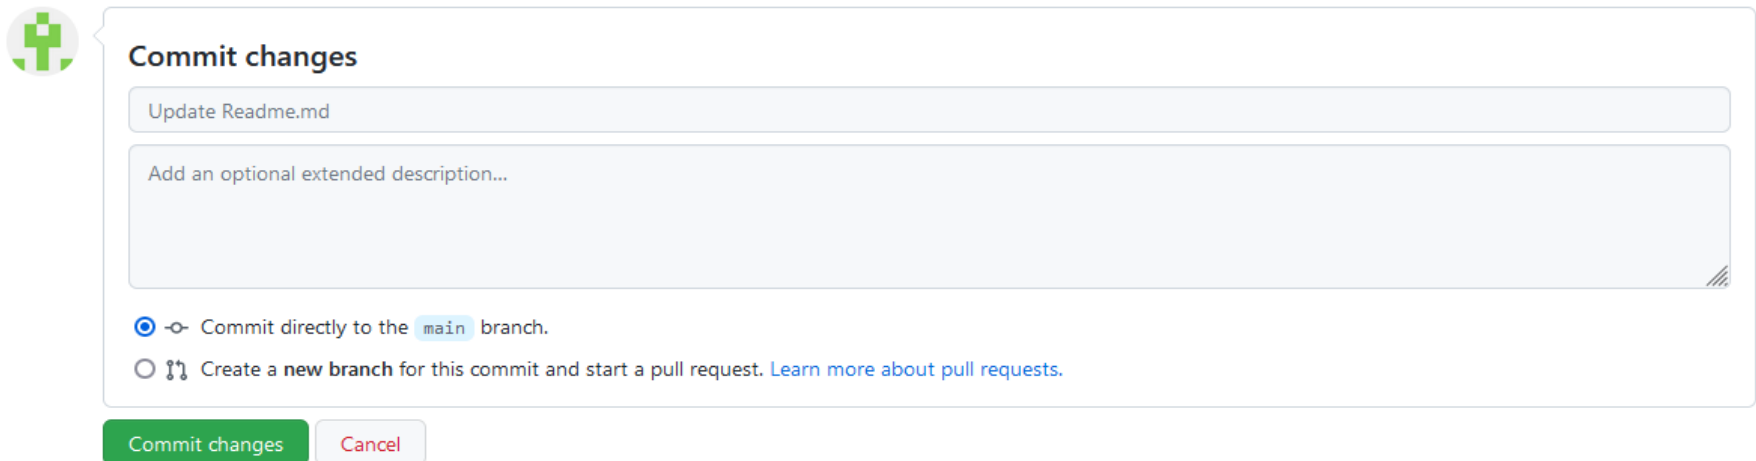 Commit changes
Update Readme.md
Add an optional extended description...
Commit directly to the main branch.
Create a new branch for this commit and start a pull request. Learn more about pull requests.
Commit changes Cancel